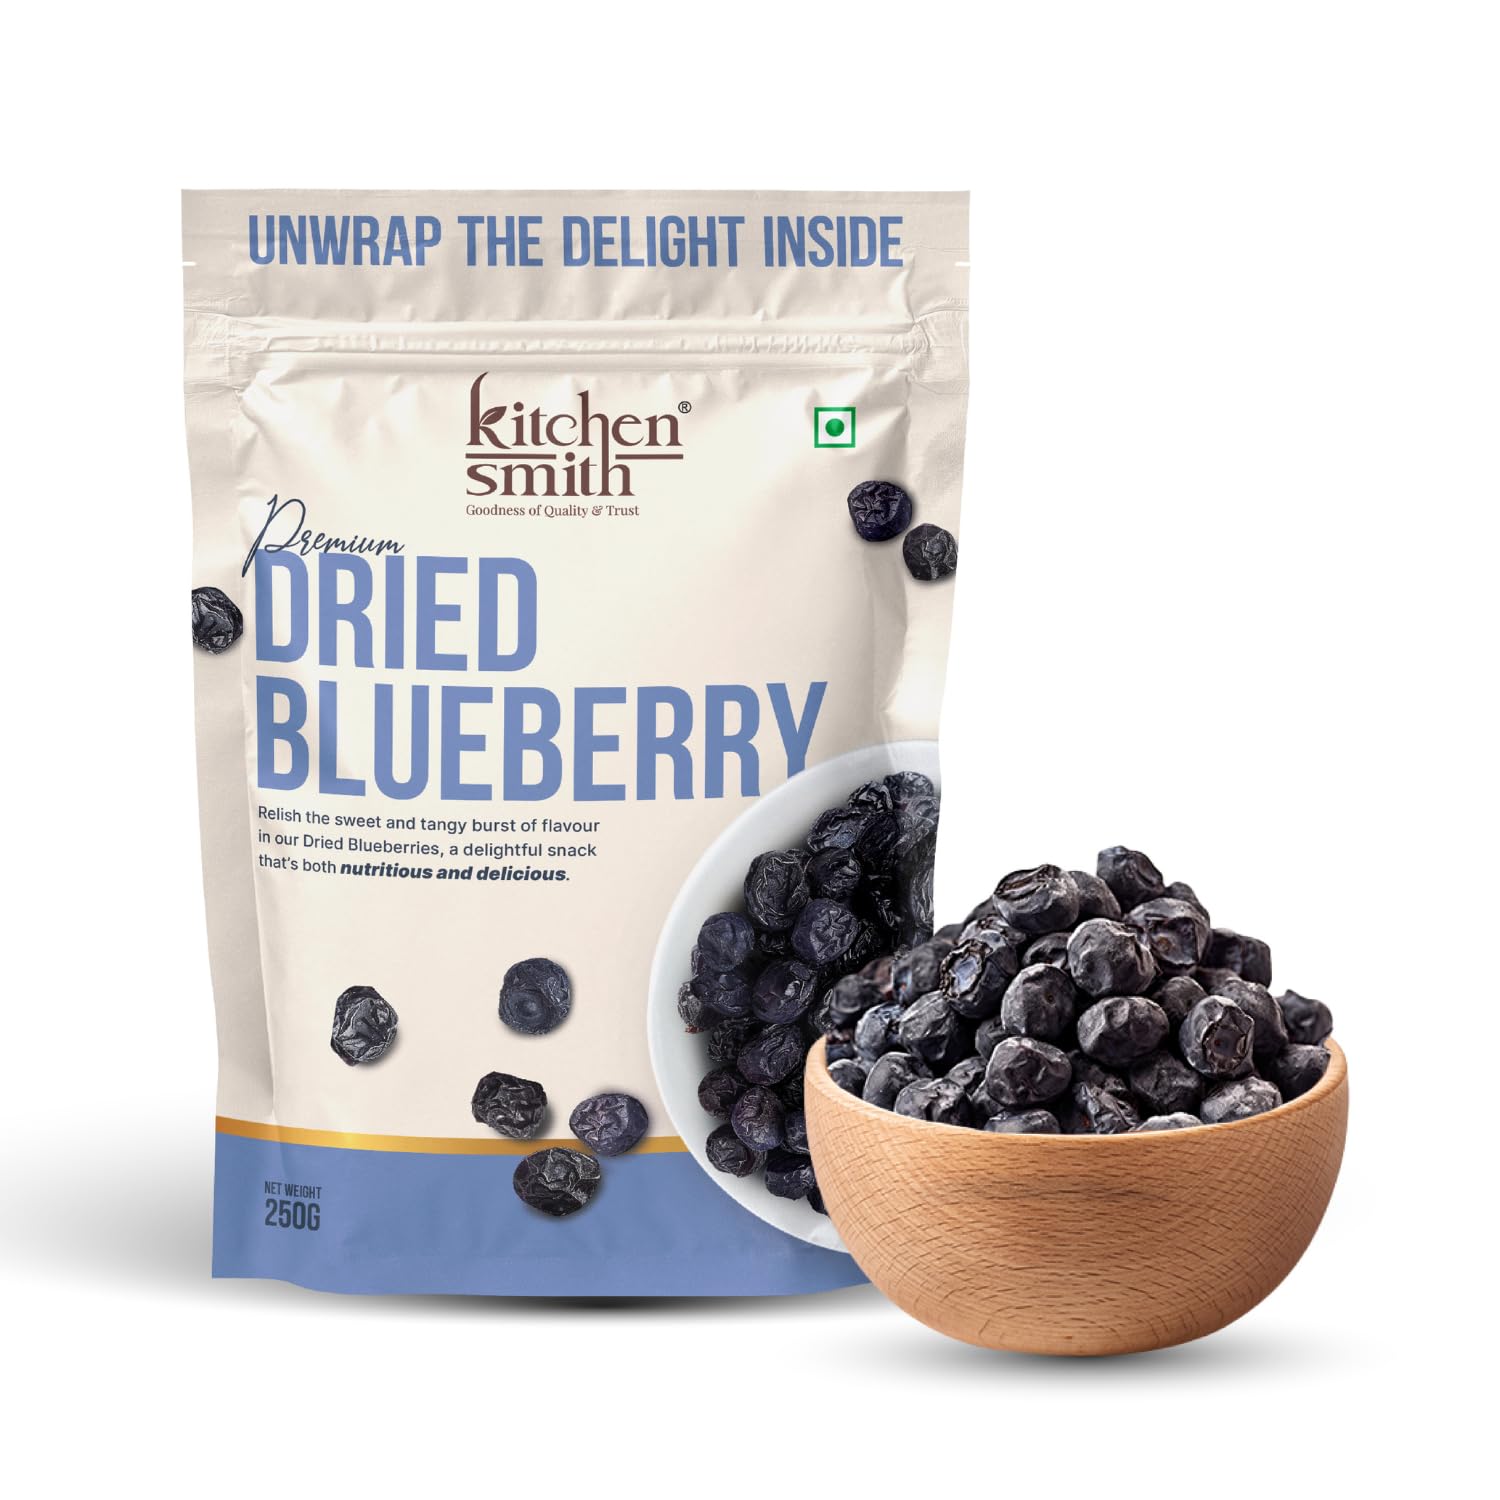 UNWRAP THE DELIGHT INSIDE
kitchen®
smith
Goodness of Quality & Trust
Premium
DRIED
BLUEBERRY
Relish the sweet and tangy burst of flavour
in our Dried Blueberries, a delightful snack
that's both nutritious and delicious.
NET WEIGHT
250G